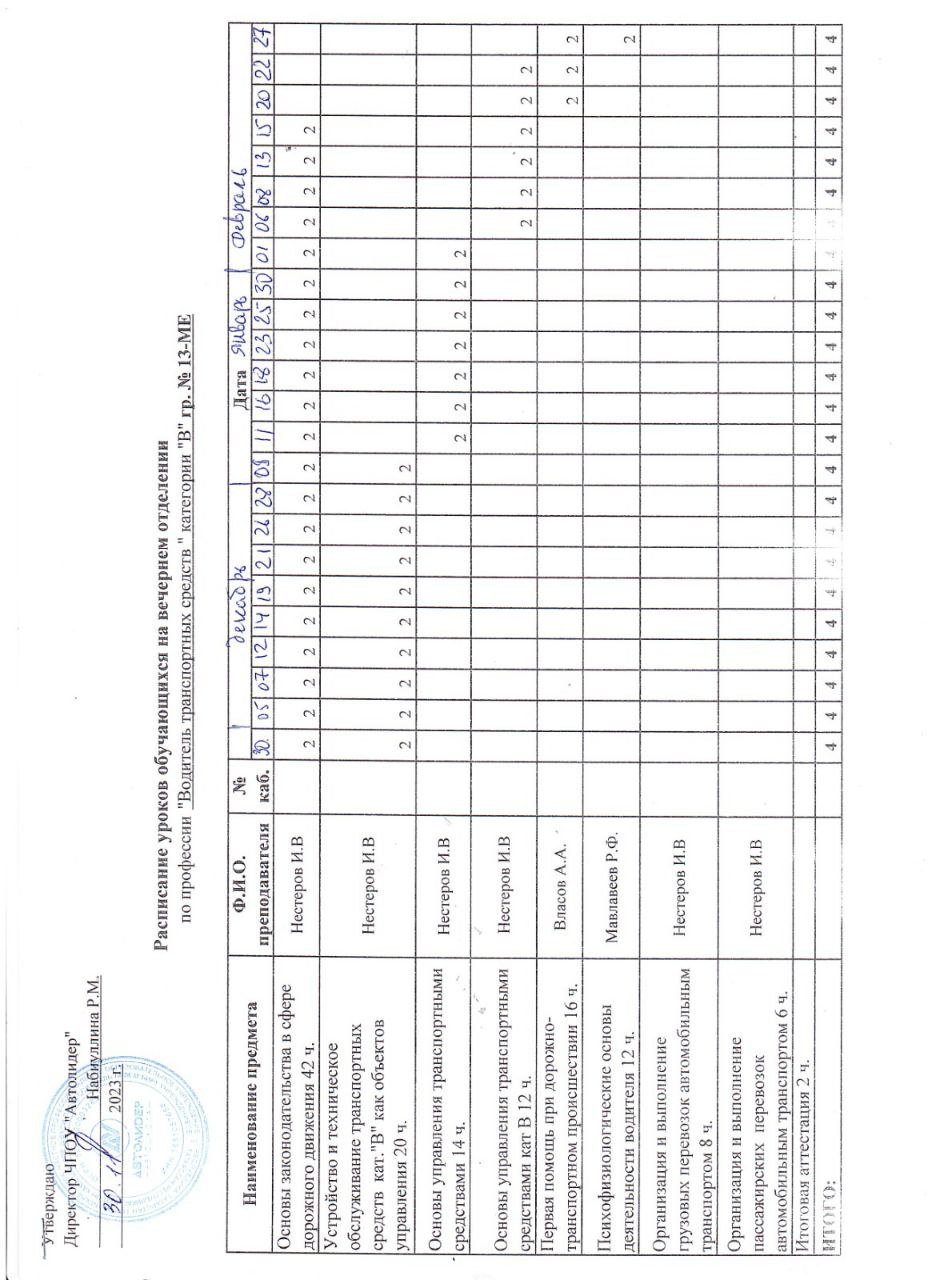 Утверждаю
Директор ЧПОУ "Автолидер"
Набиуллина Р.М.
30.11 2023 г.
АВТОЛИДЕР
Расписание уроков обучающихся на вечернем отделении
по профессии "Водитель транспортных средств " категории "В" гр. № 13-МЕ
Наименование предмета Ф.И.О. преподавателя № каб. Дата
декабрь январь февраль
30. 05 07 12 14 19 21 26 28 09 11 16 18 23 25 30 01 06 08 13 15 20 22 27
Основы законодательства в сфере
дорожного движения 42 ч. Нестеров И.В 2 2 2 2 2 2 2 2 2 2 2 2 2 2 2 2 2 2 2 2 2
Устройство и техническое
обслуживание транспортных
средств кат."В" как объектов
управления 20 ч. Нестеров И.В 2 2 2 2 2 2 2 2 2 2
Основы управления транспортными
средствами 14 ч. Нестеров И.В 2 2 2 2 2 2 2
Основы управления транспортными
средствами кат В 12 ч. Нестеров И.В 2 2 2 2 2 2
Первая помощь при дорожно-
транспортном происшествии 16 ч. Власов А.А. 2 2 2
Психофизиологические основы
деятельности водителя 12 ч. Мавлавеев Р.Ф. 2
Организация и выполнение
грузовых перевозок автомобильным
транспортом 8 ч. Нестеров И.В
Организация и выполнение
пассажирских перевозок
автомобильным транспортом 6 ч. Нестеров И.В
Итоговая аттестация 2 ч.
ИТОГО: 4 4 4 4 4 4 4 4 4 4 4 4 4 4 4 4 4 4 4 4 4 4 4 4